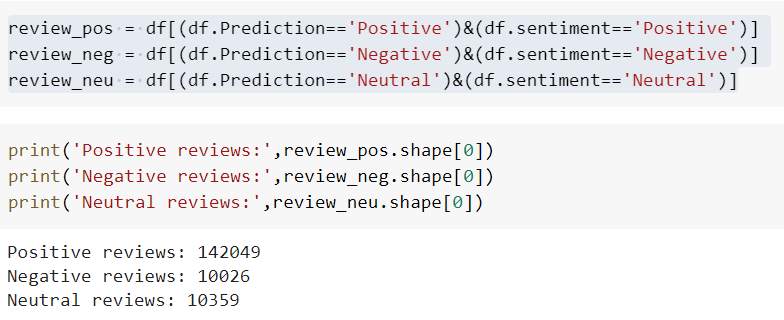 review_pos = df[(df.Prediction=='Positive')&(df.sentiment=='Positive')]
review_neg = df[(df.Prediction=='Negative')&(df.sentiment=='Negative')]
review_neu = df[(df.Prediction=='Neutral')&(df.sentiment=='Neutral')]
print('Positive reviews:',review_pos.shape[0])
print('Negative reviews:',review_neg.shape[0])
print('Neutral reviews:',review_neu.shape[0])
Positive reviews: 142049
Negative reviews: 10026
Neutral reviews: 10359